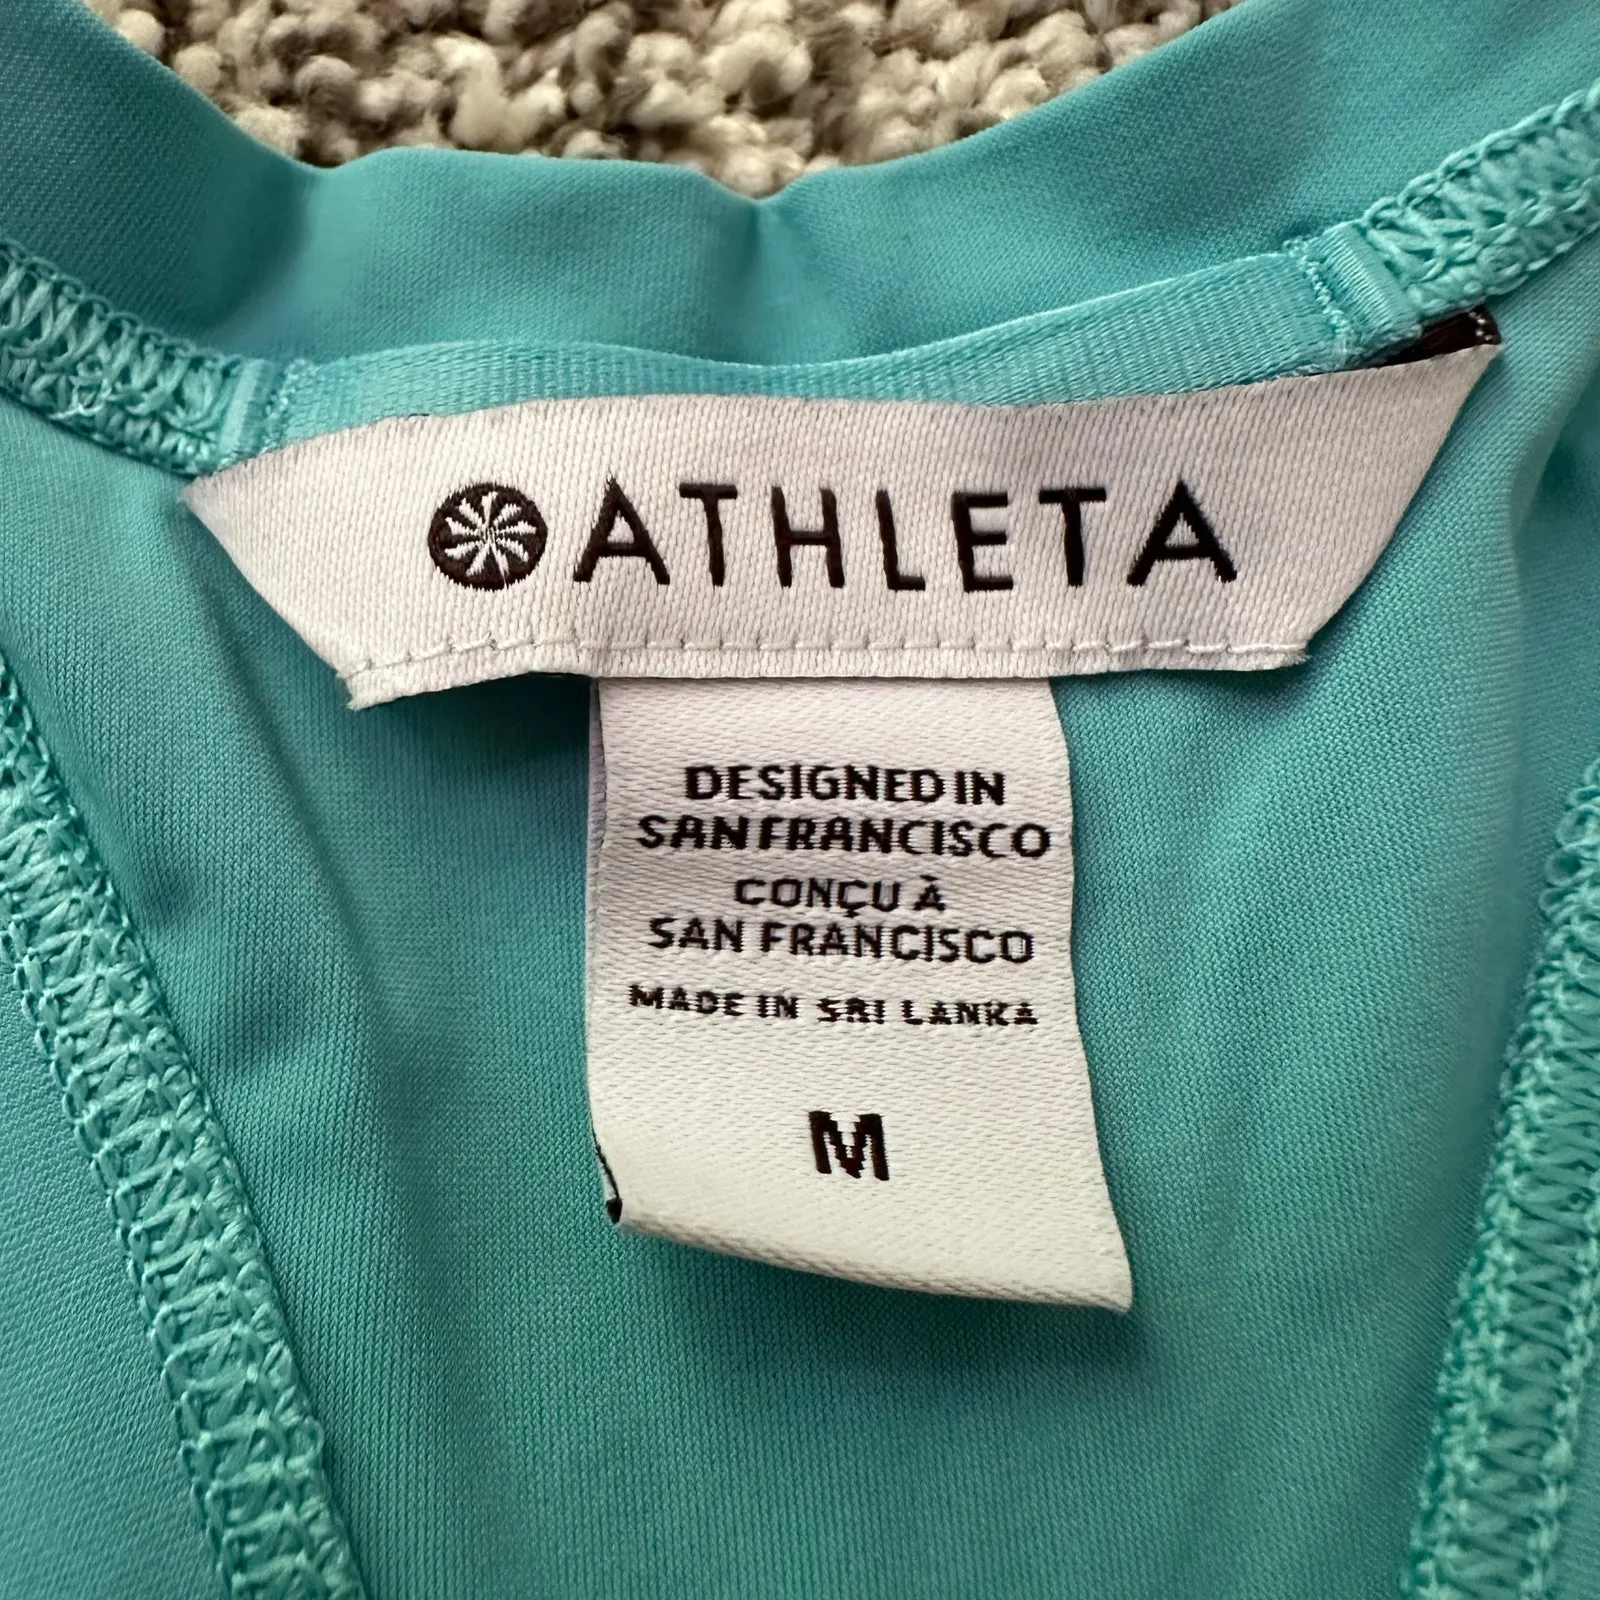 ATHLETA
DESIGNED IN
SAN FRANCISCO
CONÇU À
SAN FRANCISCO
MADE IN SRI LANKA
M